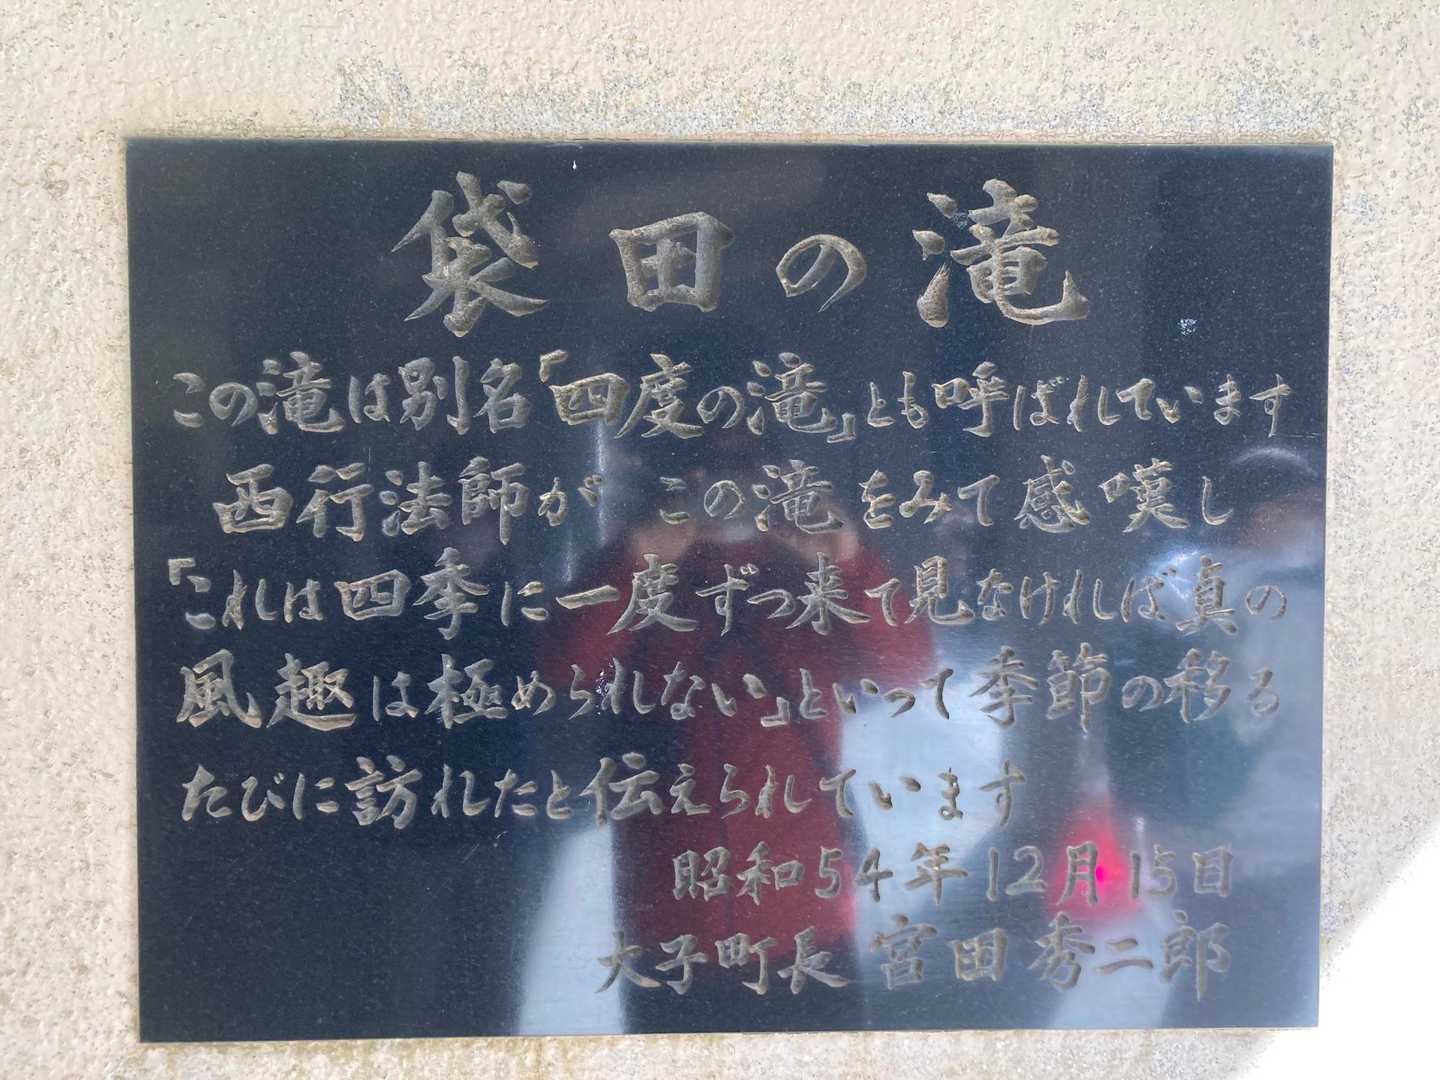 袋田の滝
この滝は別名「四度の滝」とも呼ばれています
西行法師が この滝をみて感嘆し
「これは四季に一度ずつ来て見なければ真の
風趣は極められない」といって季節の移る
たびに訪れたと伝えられています
昭和54年12月15日
大子町長 宮田秀二郎